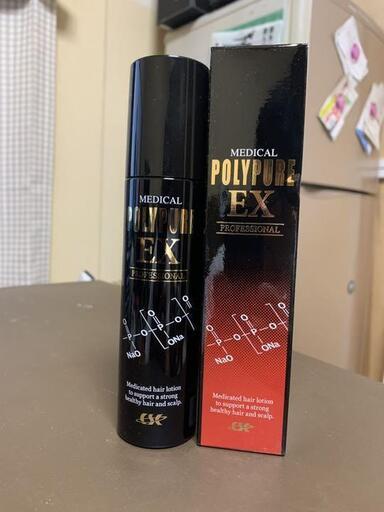 MEDICAL
POLYPURE
EX
PROFESSIONAL
O
P
O
P
O
O
NaO
ONa
Medicated hair lotion
to support a strong
healthy hair and scalp.
MEDICAL
POLYPURE
EX
PROFESSIONAL
O
P
O
P
O
O
NaO
ONa
Medicated hair lotion
to support a strong
healthy hair and scalp.